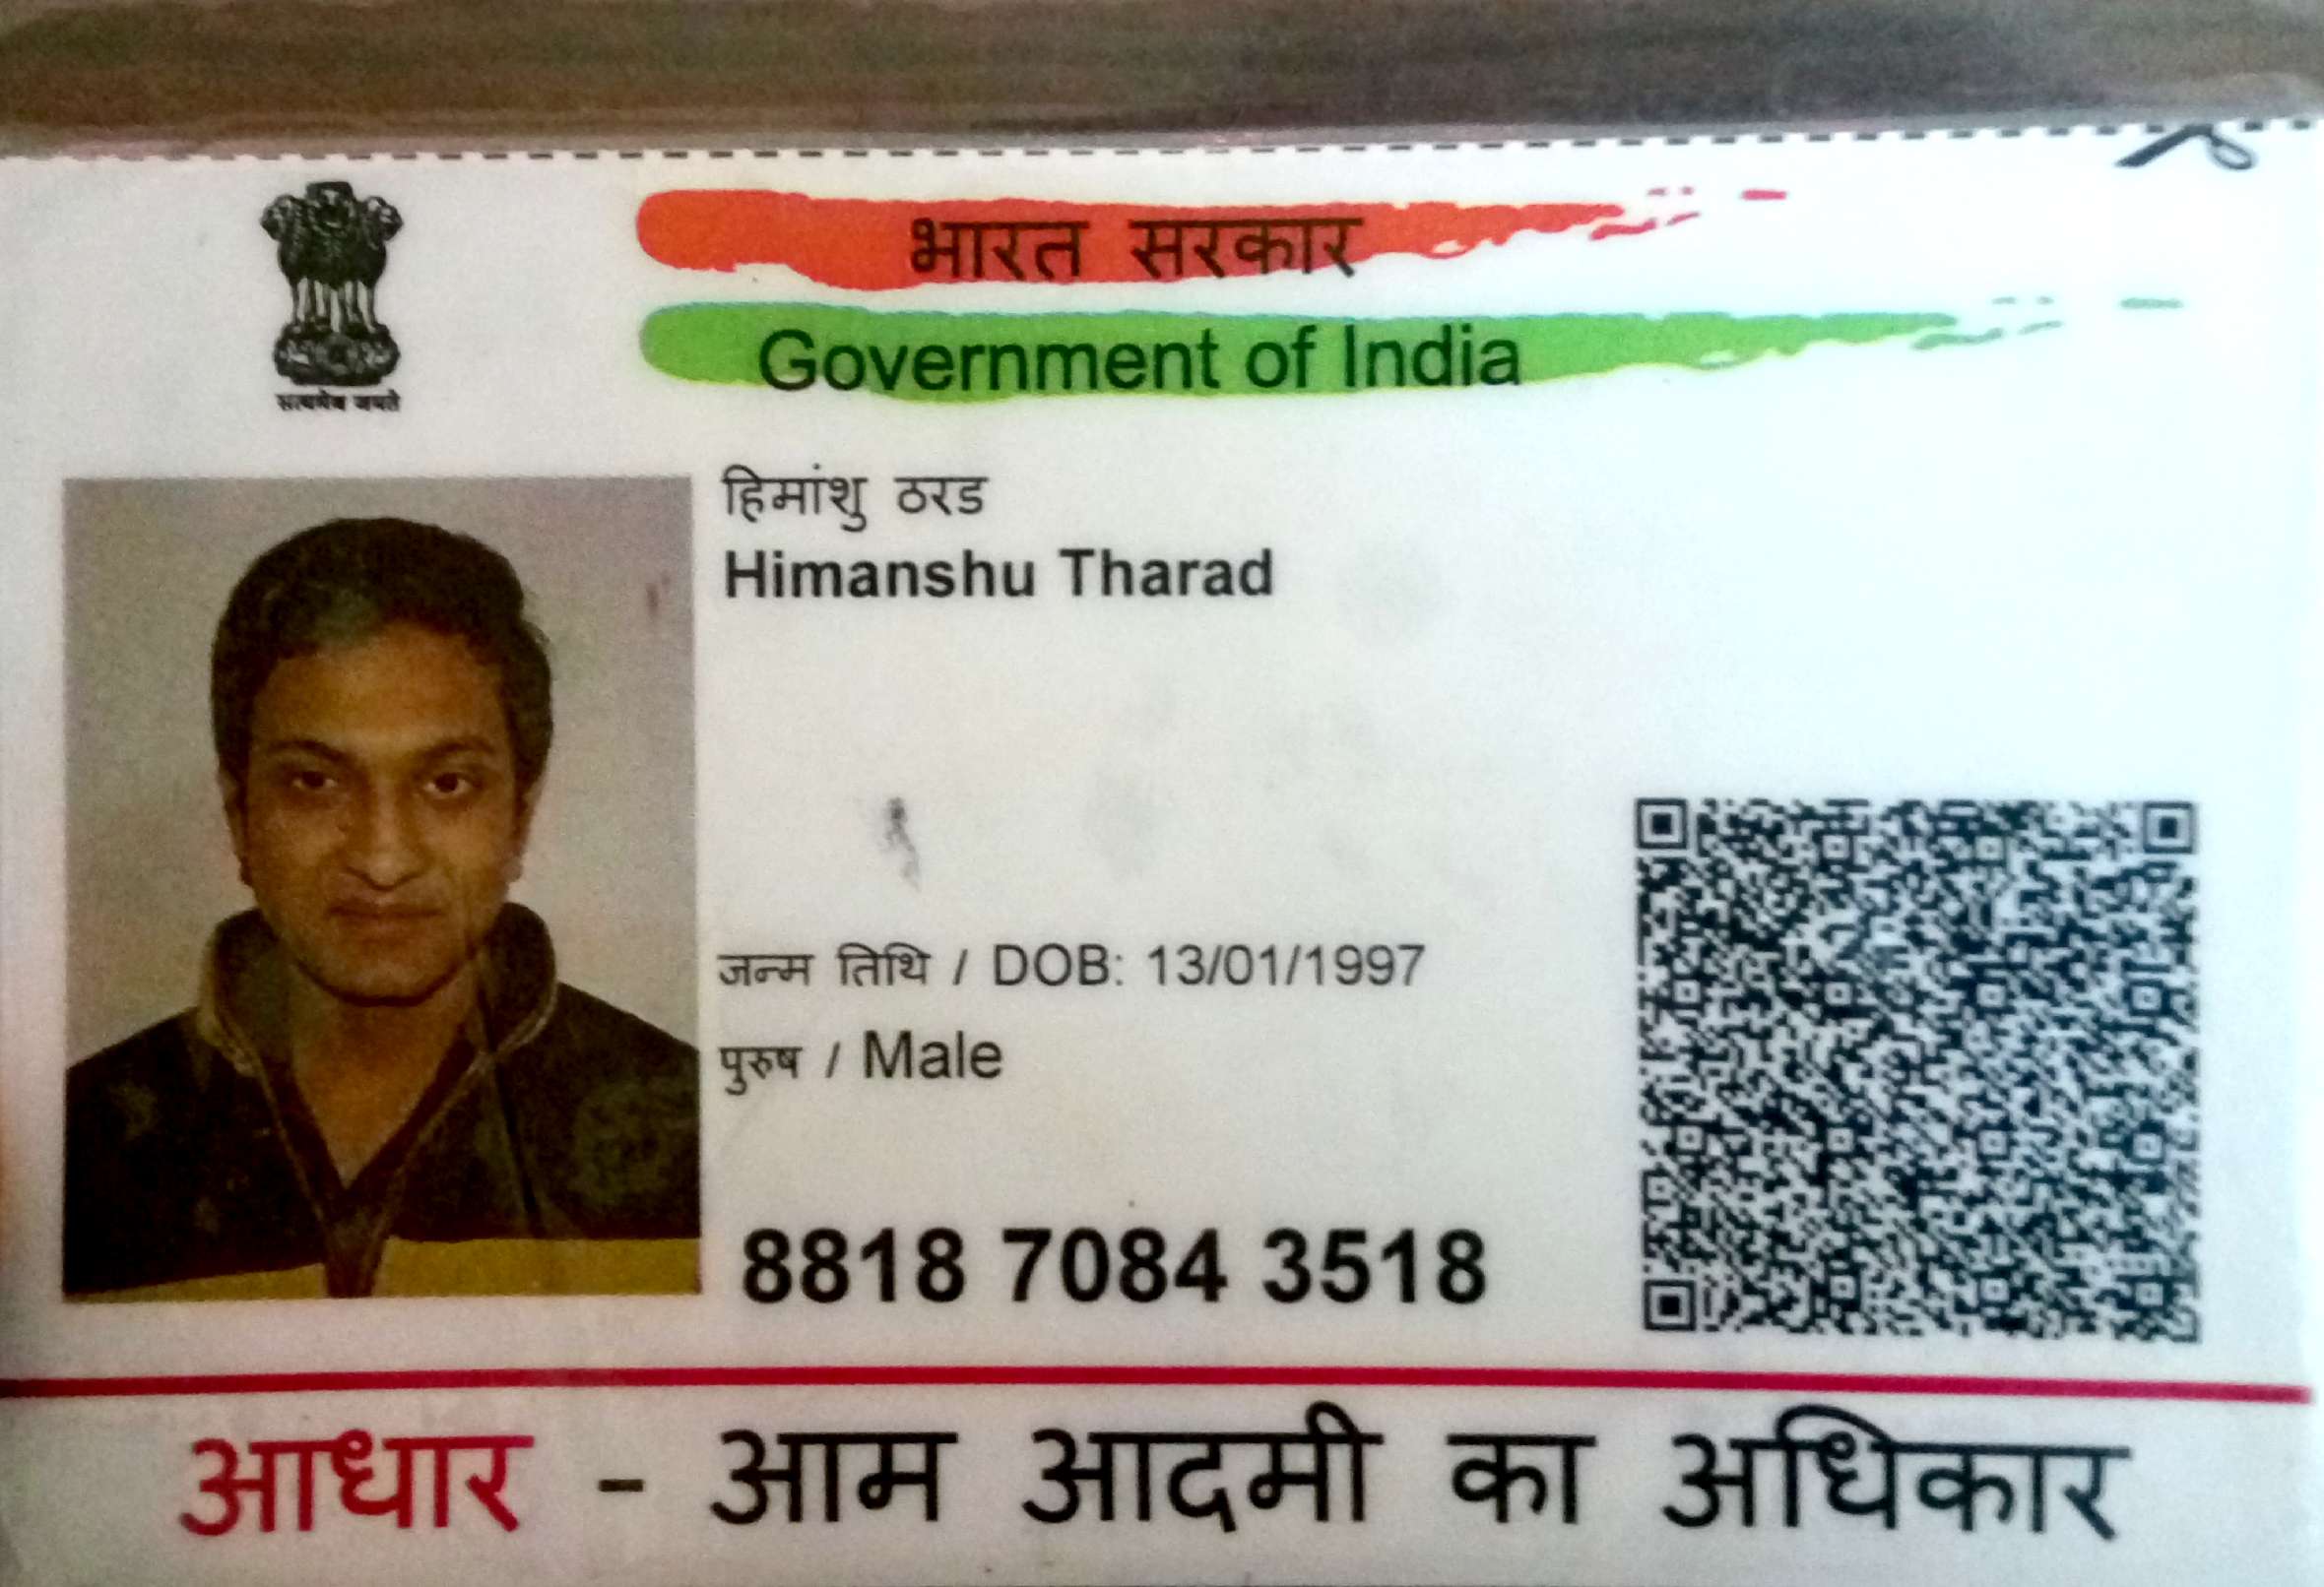 भारत सरकार
Government of India
सत्यमेव जयते
हिमांशु ठरड
Himanshu Tharad
जन्म तिथि / DOB: 13/01/1997
पुरुष / Male
8818 7084 3518
आधार - आम आदमी का अधिकार